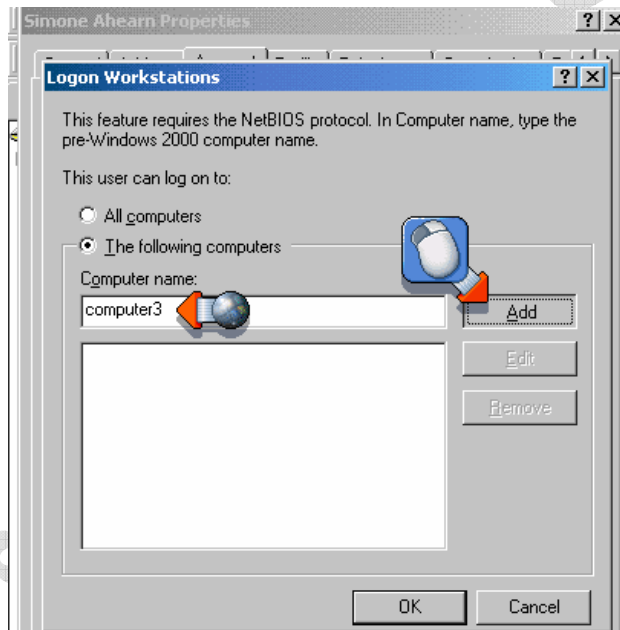 Simone Ahearn Properties
Logon Workstations
This feature requires the NetBIOS protocol. In Computer name, type the
pre-Windows 2000 computer name.
This user can log on to:
All computers
The following computers
Computer name:
computer3
Add
Edit
Remove
OK
Cancel